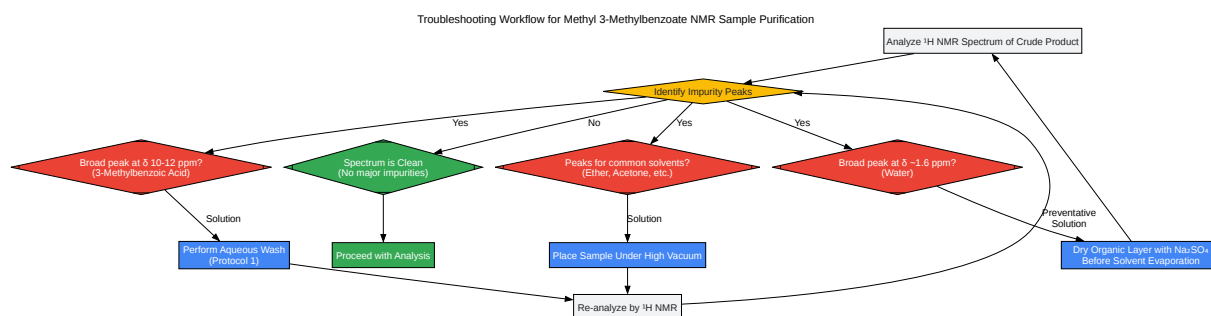 Troubleshooting Workflow for Methyl 3-Methylbenzoate NMR Sample Purification
Analyze ¹H NMR Spectrum of Crude Product
Identify Impurity Peaks
Yes
No
Yes
Yes
Broad peak at δ 10-12 ppm?
(3-Methylbenzoic Acid)
Spectrum is Clean
(No major impurities)
Peaks for common solvents?
(Ether, Acetone, etc.)
Broad peak at δ ~1.6 ppm?
(Water)
Solution
Solution
Preventative
Solution
Perform Aqueous Wash
(Protocol 1)
Proceed with Analysis
Place Sample Under High Vacuum
Dry Organic Layer with Na₂SO₄
Before Solvent Evaporation
Re-analyze by ¹H NMR